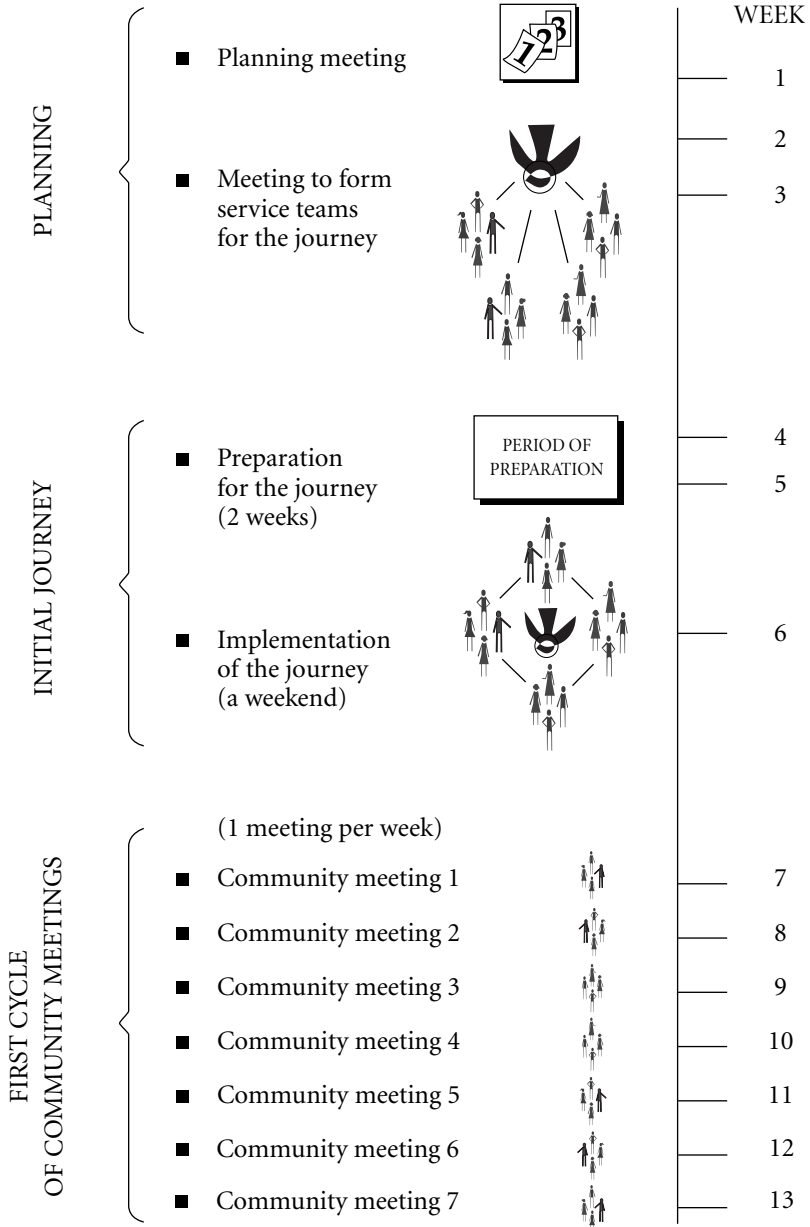 WEEK
PLANNING
■ Planning meeting
1 2 3
1
2
■ Meeting to form
service teams
for the journey
3
INITIAL JOURNEY
■ Preparation
for the journey
(2 weeks)
PERIOD OF
PREPARATION
4
5
■ Implementation
of the journey
(a weekend)
6
FIRST CYCLE
OF COMMUNITY MEETINGS
(1 meeting per week)
■ Community meeting 1
7
■ Community meeting 2
8
■ Community meeting 3
9
■ Community meeting 4
10
■ Community meeting 5
11
■ Community meeting 6
12
■ Community meeting 7
13